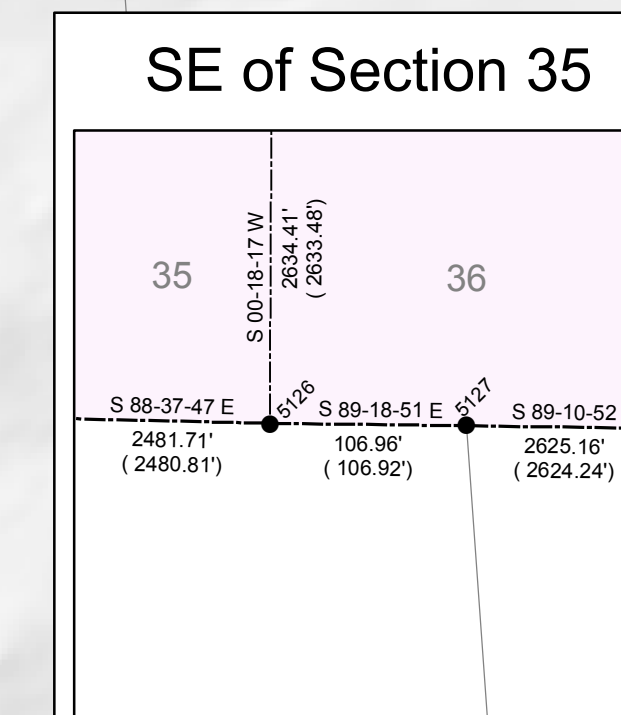 SE of Section 35
S 00-18-17 W
2634.41'
( 2633.48')
35
36
S 88-37-47 E
5126
S 89-18-51 E
5127
S 89-10-52
2481.71'
( 2480.81')
106.96'
( 106.92')
2625.16'
( 2624.24')